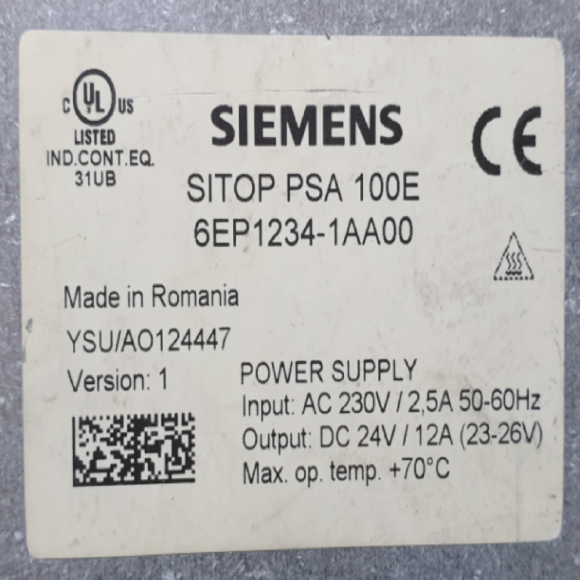 C UL US
LISTED
IND.CONT.EQ.
31UB
SIEMENS
CE
SITOP PSA 100E
6EP1234-1AA00
Made in Romania
YSU/AO124447
Version: 1
POWER SUPPLY
Input: AC 230V / 2,5A 50-60Hz
Output: DC 24V / 12A (23-26V)
Max. op. temp. +70°C